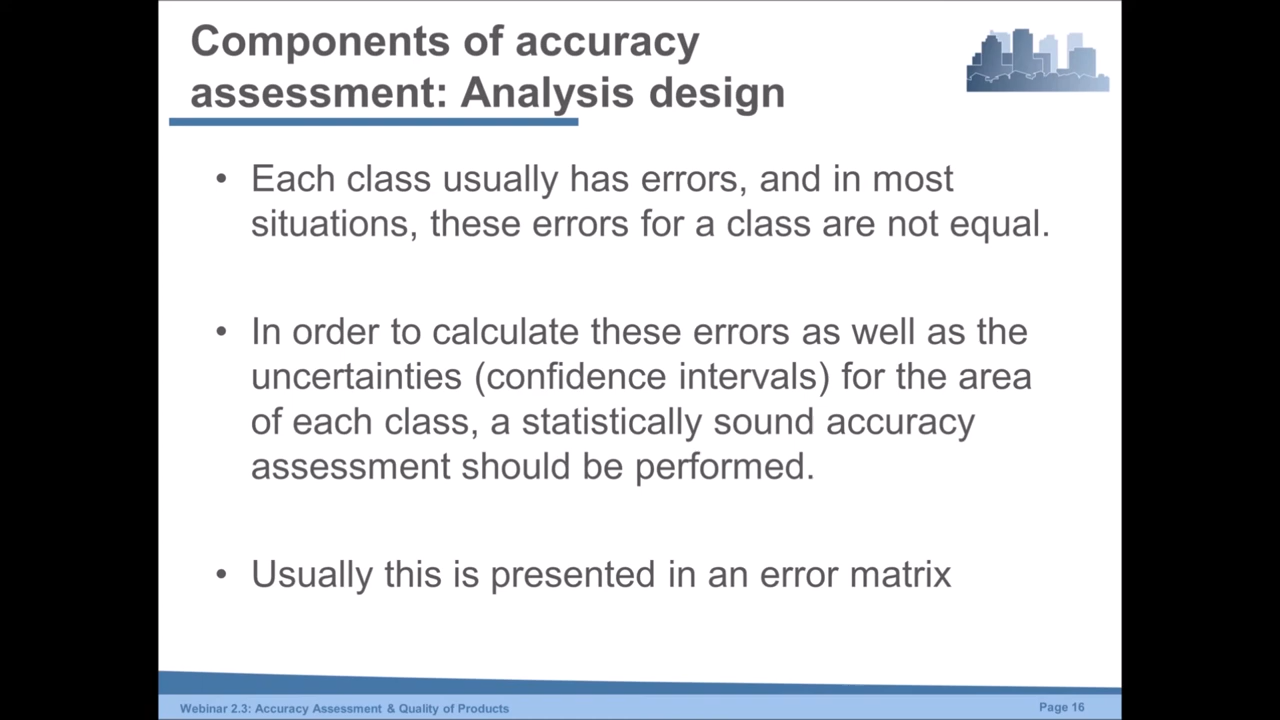 Components of accuracy
assessment: Analysis design
• Each class usually has errors, and in most
situations, these errors for a class are not equal.
• In order to calculate these errors as well as the
uncertainties (confidence intervals) for the area
of each class, a statistically sound accuracy
assessment should be performed.
• Usually this is presented in an error matrix
Webinar 2.3: Accuracy Assessment & Quality of Products
Page 16